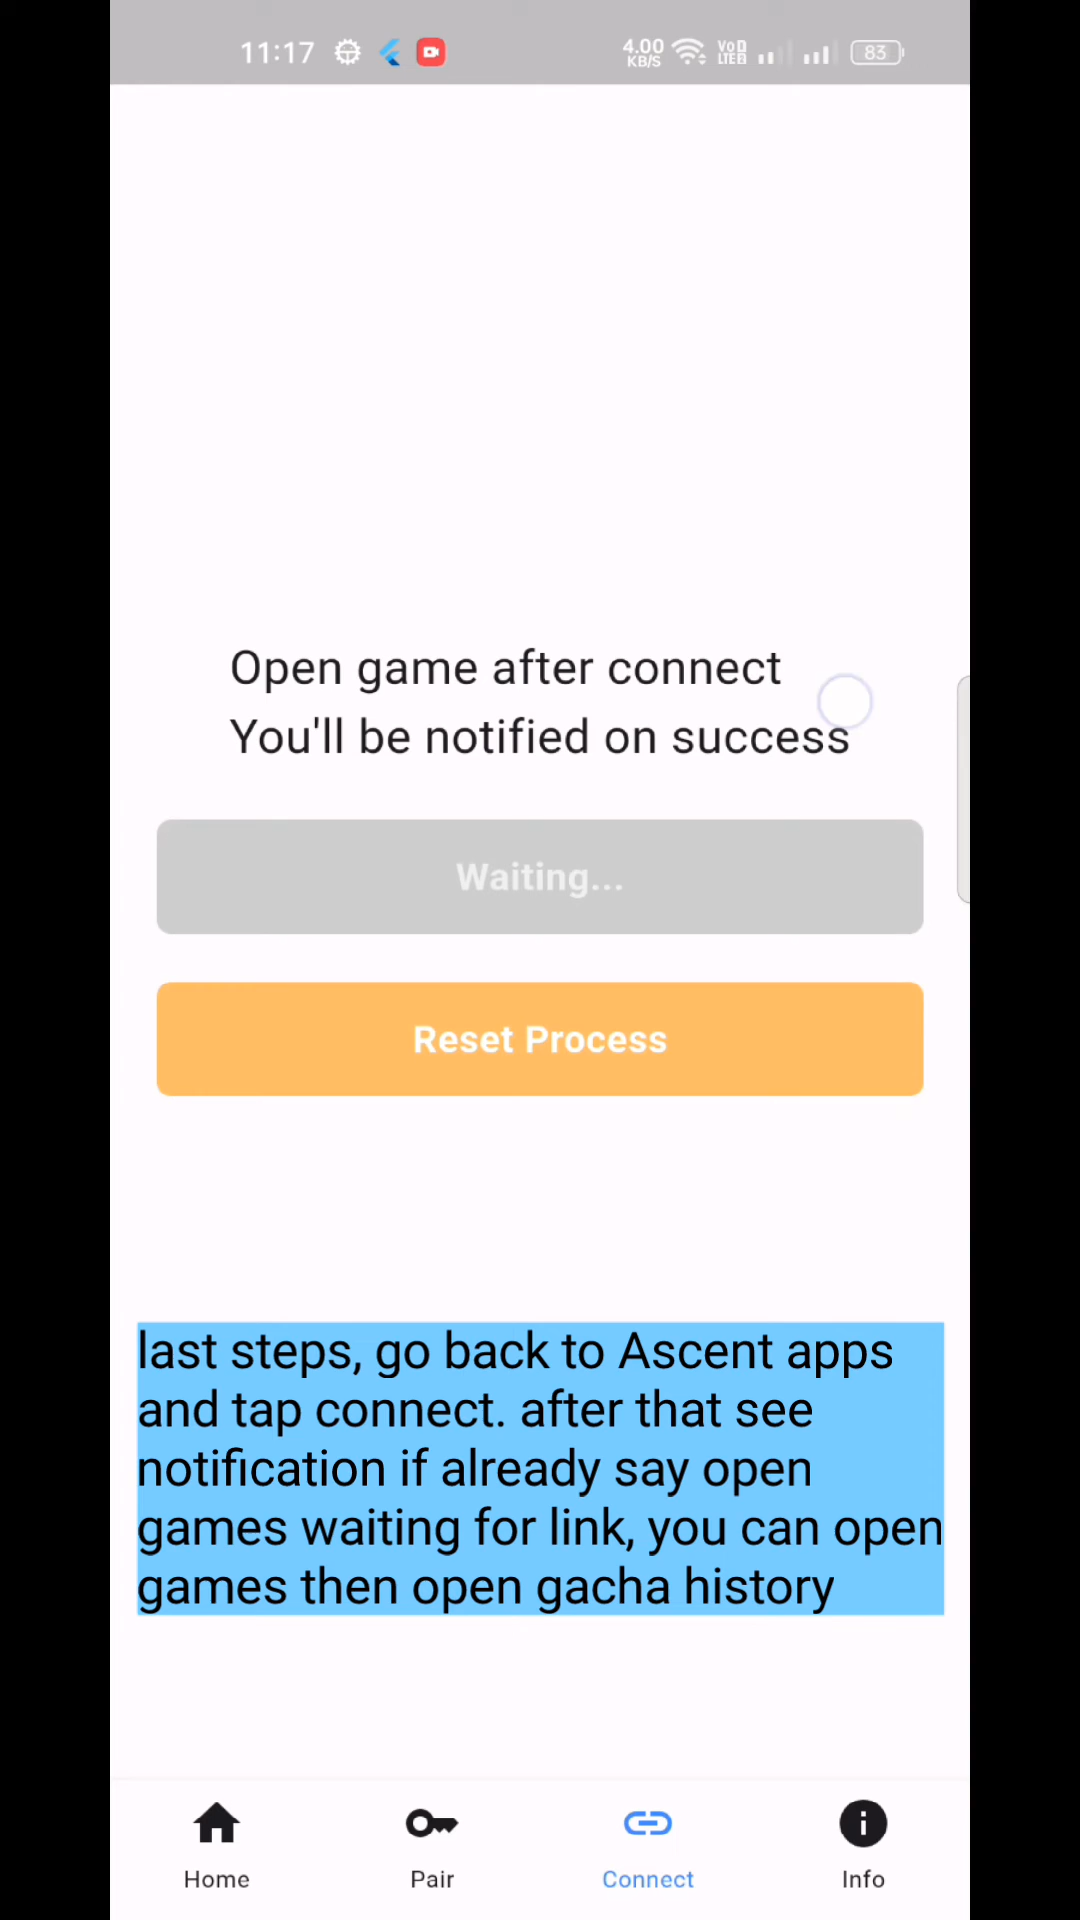 11:17
4.00
KB/S
VoD
LTE2
83
Open game after connect
You'll be notified on success
Waiting...
Reset Process
last steps, go back to Ascent apps
and tap connect. after that see
notification if already say open
games waiting for link, you can open
games then open gacha history
Home
Pair
Connect
Info